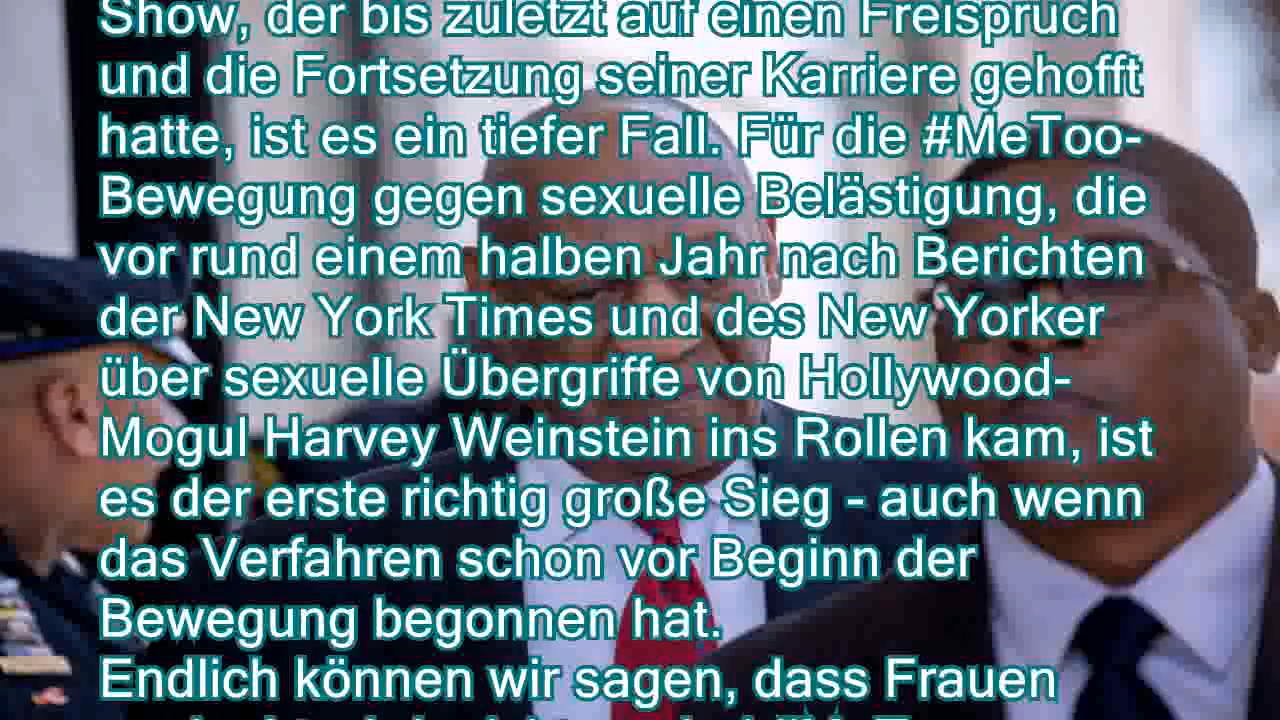 Show, der bis zuletzt auf einen Freispruch
und die Fortsetzung seiner Karriere gehofft
hatte, ist es ein tiefer Fall. Für die #MeToo-
Bewegung gegen sexuelle Belästigung, die
vor rund einem halben Jahr nach Berichten
der New York Times und des New Yorker
über sexuelle Übergriffe von Hollywood-
Mogul Harvey Weinstein ins Rollen kam, ist
es der erste richtig große Sieg - auch wenn
das Verfahren schon vor Beginn der
Bewegung begonnen hat.
Endlich können wir sagen, dass Frauen